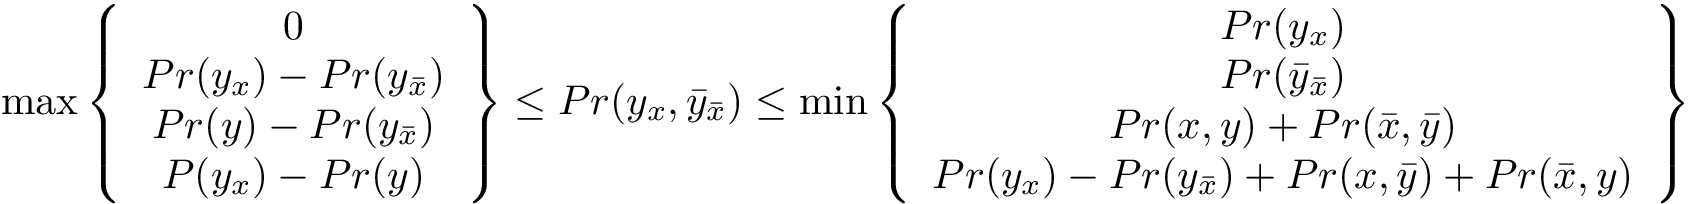 max { 0 ; Pr(y_x) − Pr(y_x̄) ; Pr(y) − Pr(y_x̄) ; P(y_x) − Pr(y) } ≤ Pr(y_x, ȳ_x̄) ≤ min { Pr(y_x) ; Pr(ȳ_x̄) ; Pr(x, y) + Pr(x̄, ȳ) ; Pr(y_x) − Pr(y_x̄) + Pr(x, ȳ) + Pr(x̄, y) }